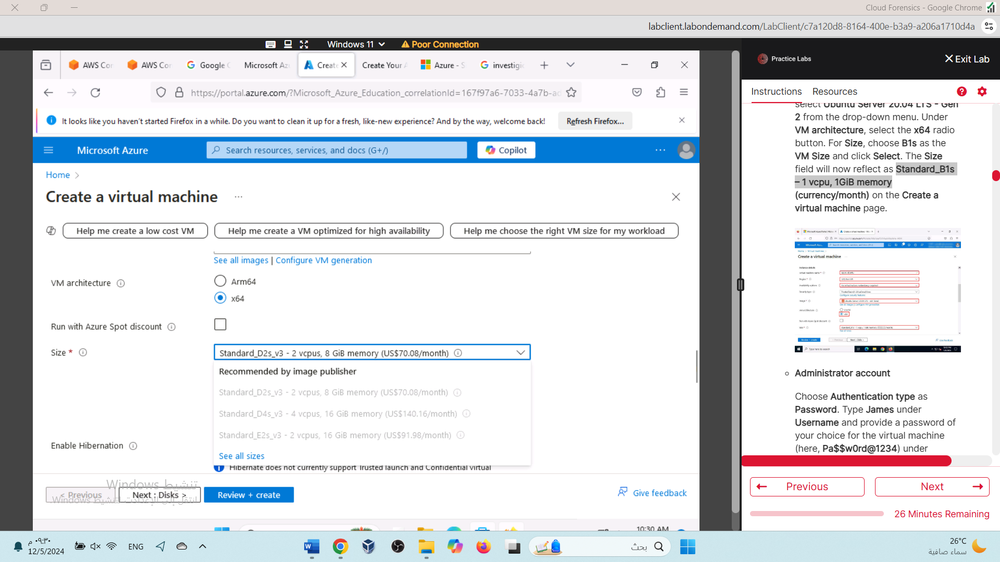 Cloud Forensics - Google Chrome
labclient.labondemand.com/LabClient/c7a120d8-8164-400e-b3a9-a206a1710d4a
Windows 11
Poor Connection
AWS Co
AWS Co
Google
Microsoft Az
Create
Create Your
Azure - S
investigi
https://portal.azure.com/?Microsoft_Azure_Education_correlationId=167f97a6-7033-4a7b-ad
It looks like you haven't started Firefox in a while. Do you want to clean it up for a fresh, like-new experience? And by the way, welcome back!
Refresh Firefox...
Microsoft Azure
Search resources, services, and docs (G+/)
Copilot
Home
Create a virtual machine
Help me create a low cost VM
Help me create a VM optimized for high availability
Help me choose the right VM size for my workload
See all images | Configure VM generation
VM architecture
Arm64
x64
Run with Azure Spot discount
Size *
Standard_D2s_v3 - 2 vcpus, 8 GiB memory (US$70.08/month)
Recommended by image publisher
Standard_D2s_v3 - 2 vcpus, 8 GiB memory (US$70.08/month)
Standard_D4s_v3 - 4 vcpus, 16 GiB memory (US$140.16/month)
Standard_E2s_v3 - 2 vcpus, 16 GiB memory (US$91.98/month)
See all sizes
Enable Hibernation
Hibernate does not currently support Trusted launch and Confidential virtual
تنشيط Windows
انتقل إلى الإعدادت لتنشيط Windows
< Previous
Next : Disks >
Review + create
Give feedback
10:30 AM
Practice Labs
Exit Lab
Instructions
Resources
select Ubuntu Server 20.04 LTS - Gen
2 from the drop-down menu. Under
VM architecture, select the x64 radio
button. For Size, choose B1s as the
VM Size and click Select. The Size
field will now reflect as Standard_B1s
– 1 vcpu, 1GiB memory
(currency/month) on the Create a
virtual machine page.
Create a virtual machine
Administrator account
Choose Authentication type as
Password. Type James under
Username and provide a password of
your choice for the virtual machine
(here, Pa$$w0rd@1234) under
Previous
Next
26 Minutes Remaining
٠٩:٣٠ م
12/5/2024
ENG
بحث
26°C
سماء صافية